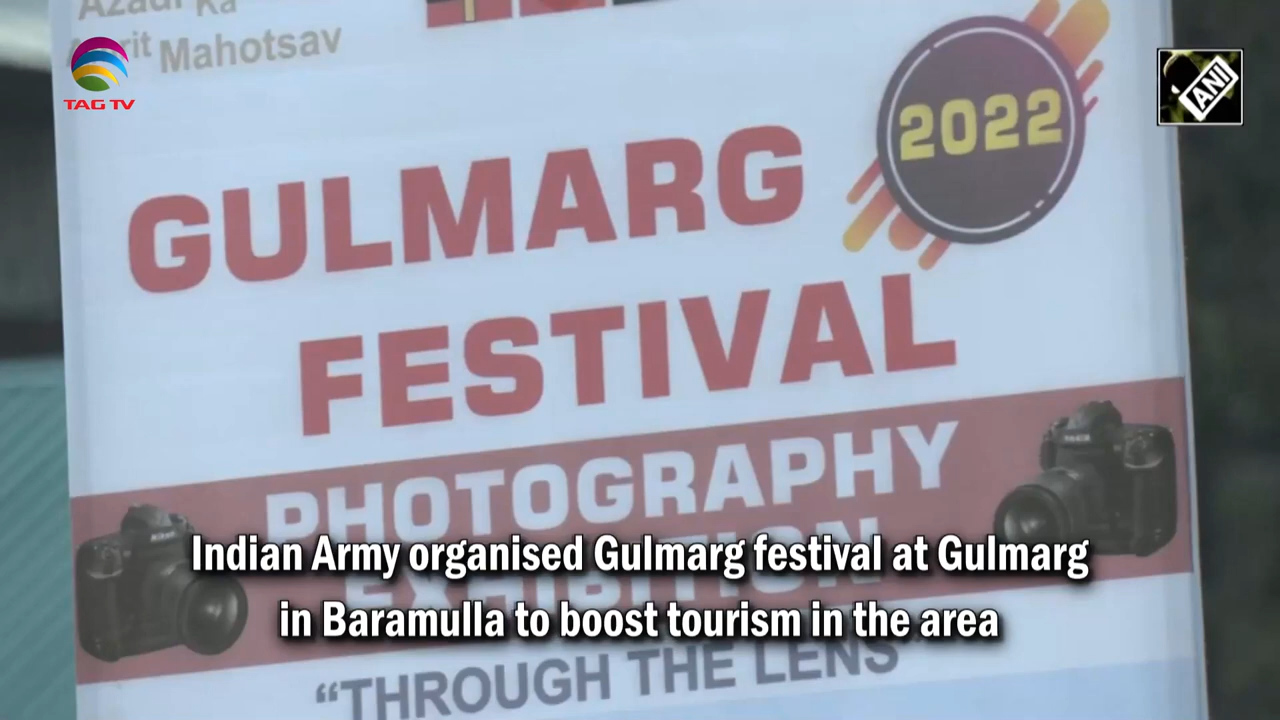 Azadi Ka
Amrit Mahotsav
TAG TV
ANI
2022
GULMARG
FESTIVAL
PHOTOGRAPHY
EXHIBITION
Indian Army organised Gulmarg festival at Gulmarg
in Baramulla to boost tourism in the area
“THROUGH THE LENS